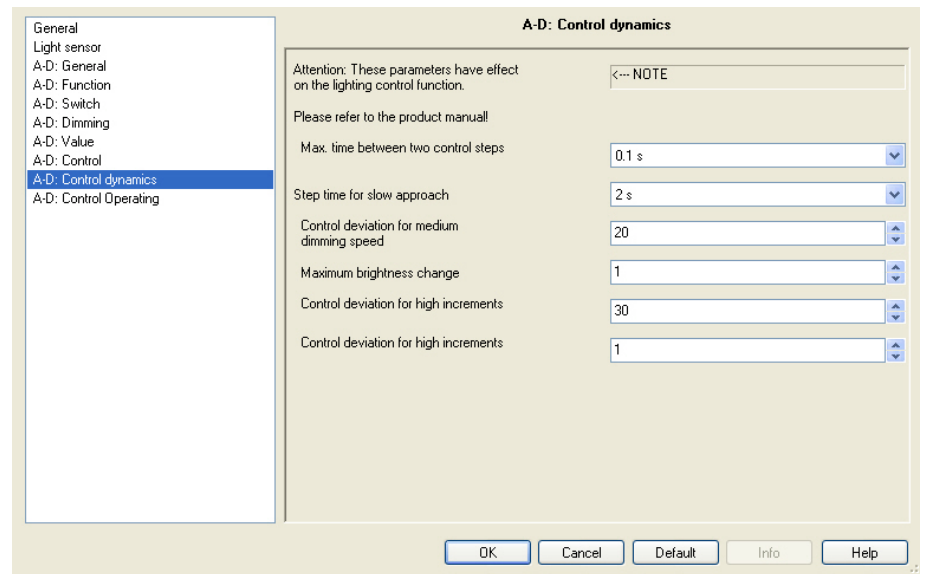 General
Light sensor
A-D: General
A-D: Function
A-D: Switch
A-D: Dimming
A-D: Value
A-D: Control
A-D: Control dynamics
A-D: Control Operating
A-D: Control dynamics
Attention: These parameters have effect
on the lighting control function.
<--- NOTE
Please refer to the product manual!
Max. time between two control steps
0.1 s
Step time for slow approach
2 s
Control deviation for medium
dimming speed
20
Maximum brightness change
1
Control deviation for high increments
30
Control deviation for high increments
1
OK
Cancel
Default
Info
Help